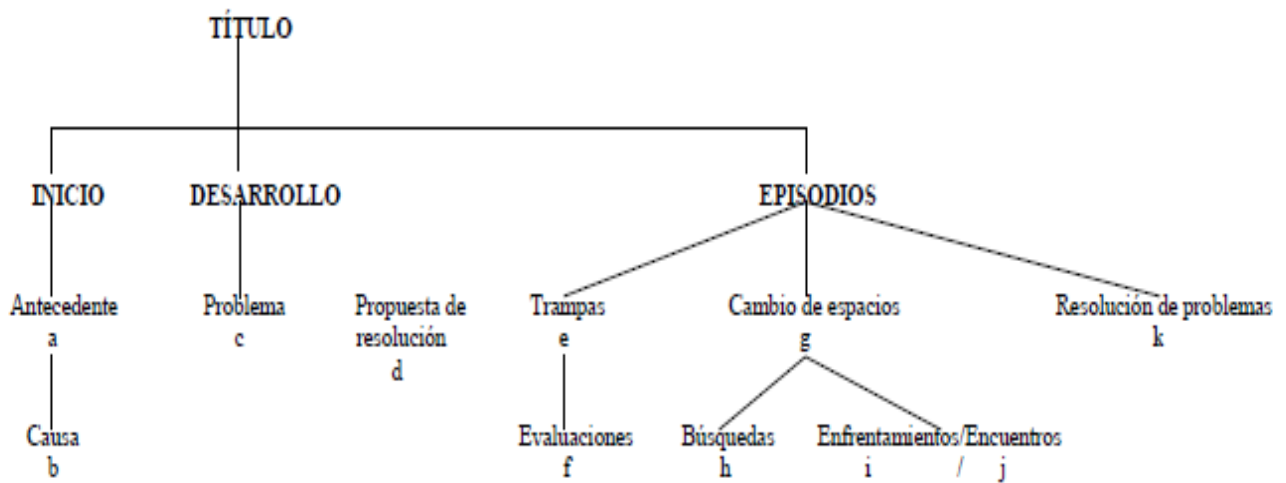 TÍTULO
INICIO DESARROLLO EPISODIOS
Antecedente Problema Propuesta de Trampas Cambio de espacios Resolución de problemas
a c resolución e g k
d
Causa Evaluaciones Búsquedas Enfrentamientos/Encuentros
b f h i / j